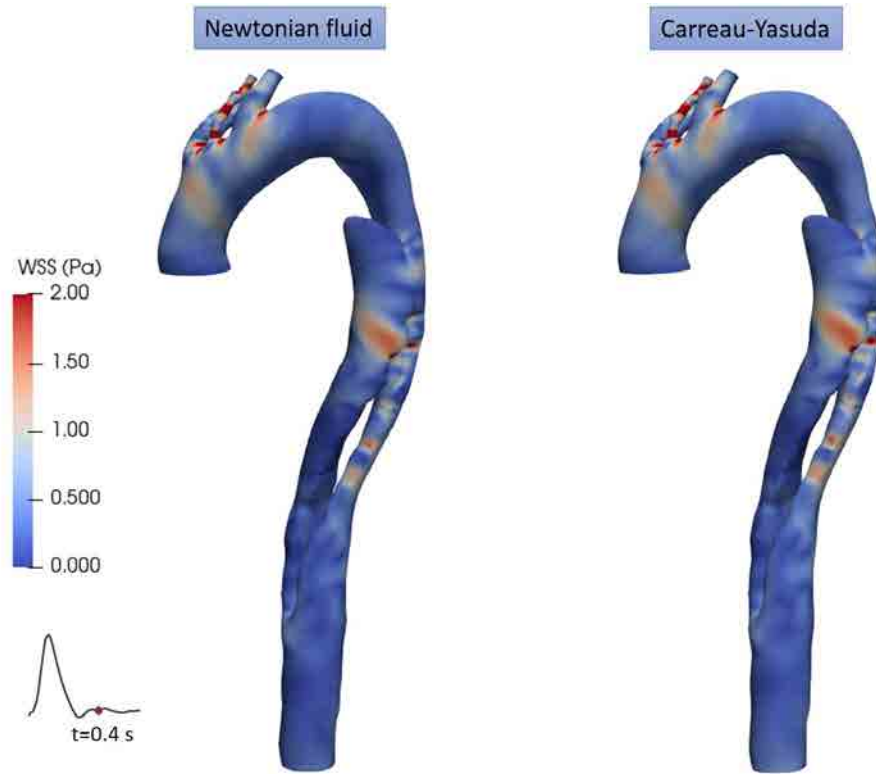 Newtonian fluid
Carreau-Yasuda
WSS (Pa)
2.00
1.50
1.00
0.500
0.000
t=0.4 s